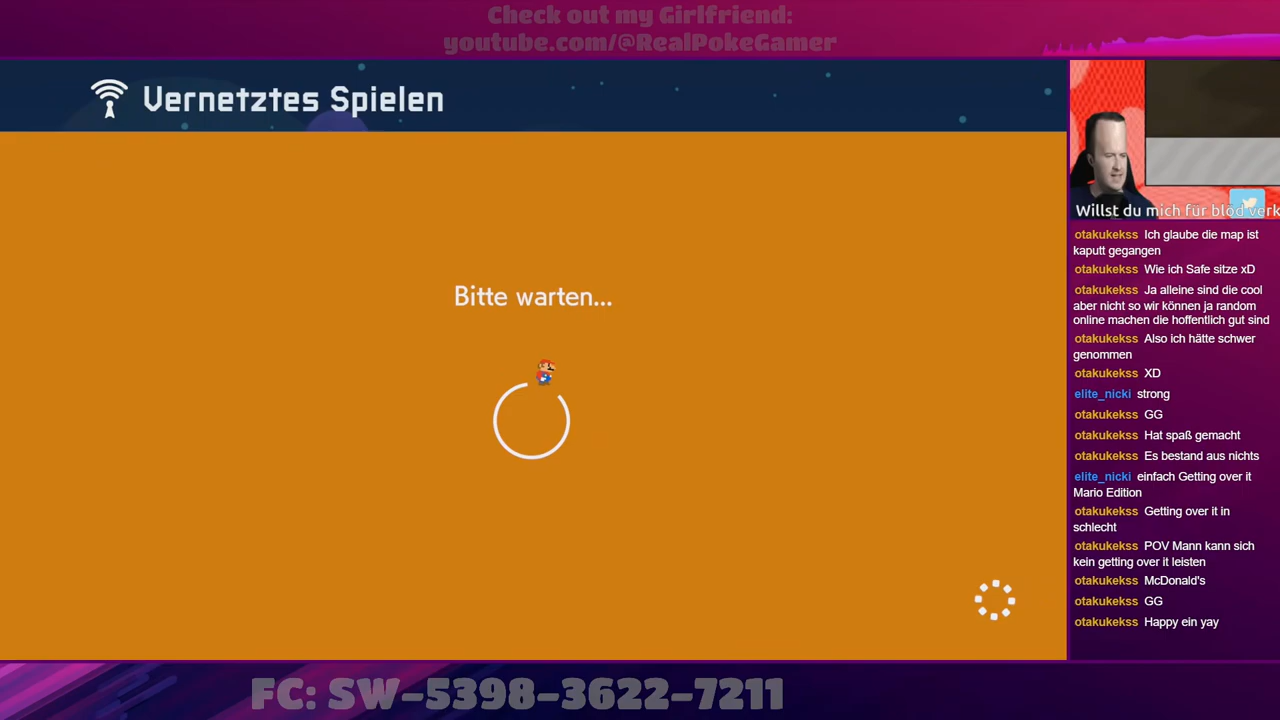 Check out my Girlfriend:
youtube.com/@RealPokeGamer
Vernetztes Spielen
Bitte warten...
Willst du mich für blöd verk
otakukekss Ich glaube die map ist
kaputt gegangen
otakukekss Wie ich Safe sitze xD
otakukekss Ja alleine sind die cool
aber nicht so wir können ja random
online machen die hoffentlich gut sind
otakukekss Also ich hätte schwer
genommen
otakukekss XD
elite_nicki strong
otakukekss GG
otakukekss Hat spaß gemacht
otakukekss Es bestand aus nichts
elite_nicki einfach Getting over it
Mario Edition
otakukekss Getting over it in
schlecht
otakukekss POV Mann kann sich
kein getting over it leisten
otakukekss McDonald's
otakukekss GG
otakukekss Happy ein yay
FC: SW-5398-3622-7211